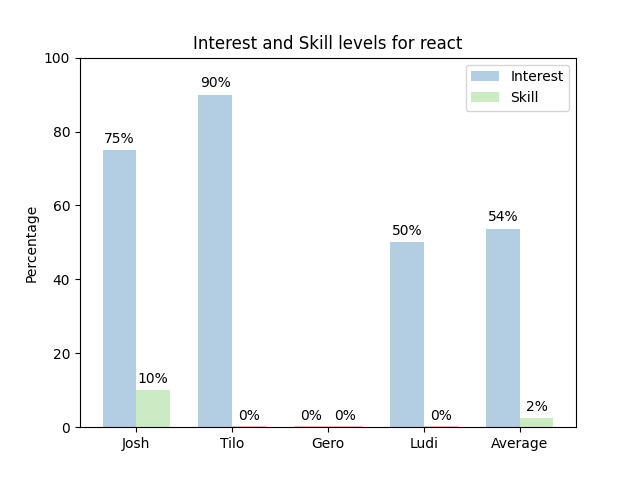 Interest and Skill levels for react
Interest
Skill
Percentage
100
80
60
40
20
0
75%
10%
90%
0%
0%
0%
50%
0%
54%
2%
Josh
Tilo
Gero
Ludi
Average